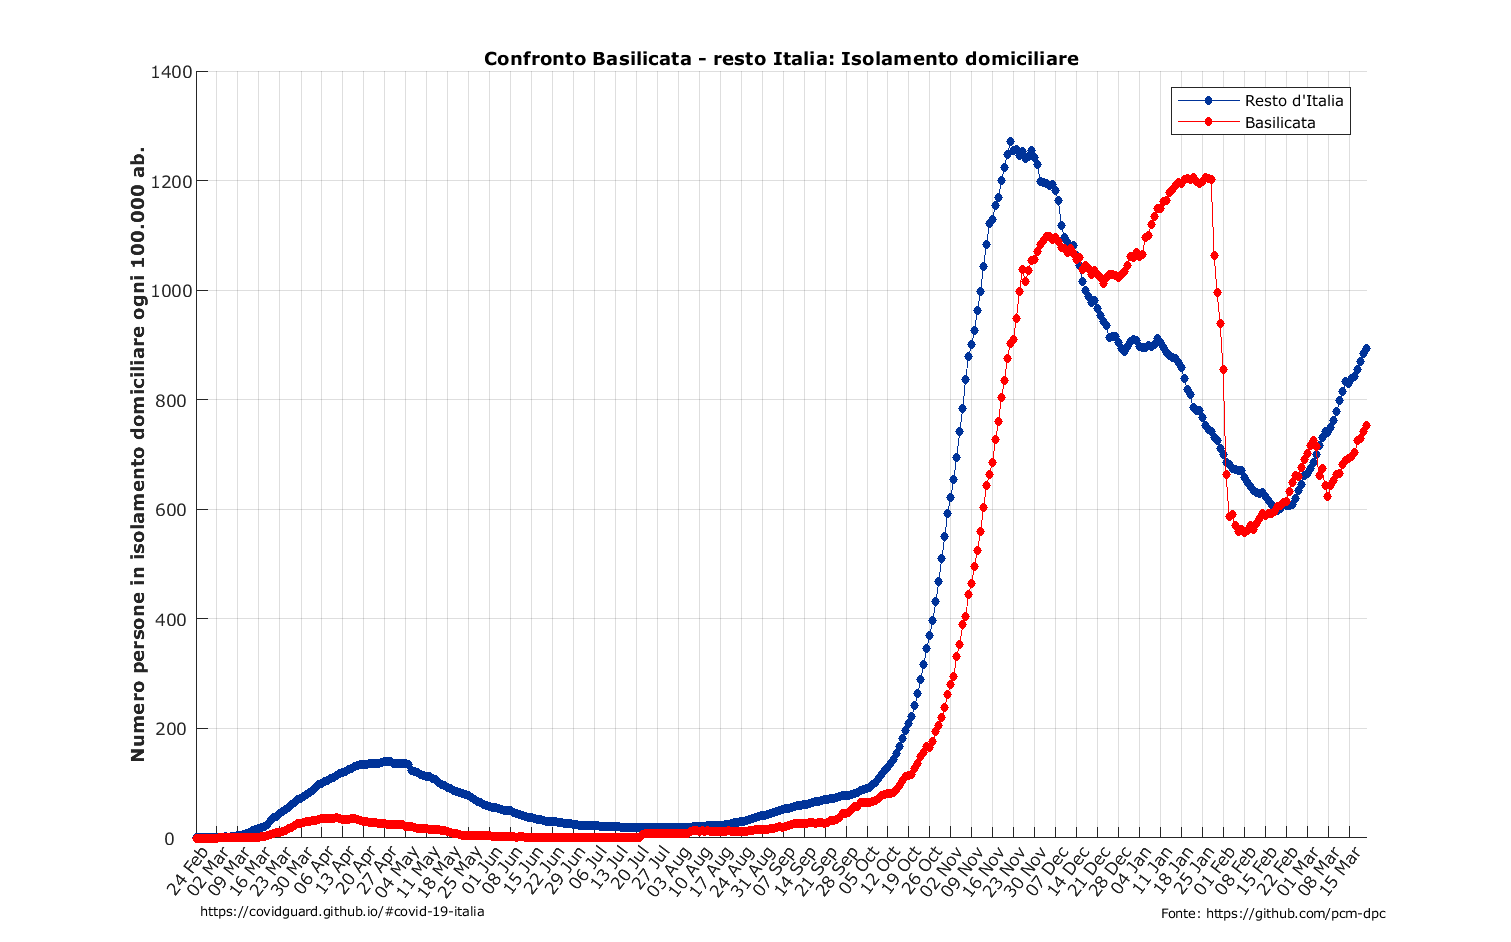 Confronto Basilicata - resto Italia: Isolamento domiciliare
Resto d'Italia
Basilicata
Numero persone in isolamento domiciliare ogni 100.000 ab.
1400
1200
1000
800
600
400
200
0
24 Feb
02 Mar
09 Mar
16 Mar
23 Mar
30 Mar
06 Apr
13 Apr
20 Apr
27 Apr
04 May
11 May
18 May
25 May
01 Jun
08 Jun
15 Jun
22 Jun
29 Jun
06 Jul
13 Jul
20 Jul
27 Jul
03 Aug
10 Aug
17 Aug
24 Aug
31 Aug
07 Sep
14 Sep
21 Sep
28 Sep
05 Oct
12 Oct
19 Oct
26 Oct
02 Nov
09 Nov
16 Nov
23 Nov
30 Nov
07 Dec
14 Dec
21 Dec
28 Dec
04 Jan
11 Jan
18 Jan
25 Jan
01 Feb
08 Feb
15 Feb
22 Feb
01 Mar
08 Mar
15 Mar
https://covidguard.github.io/#covid-19-italia
Fonte: https://github.com/pcm-dpc